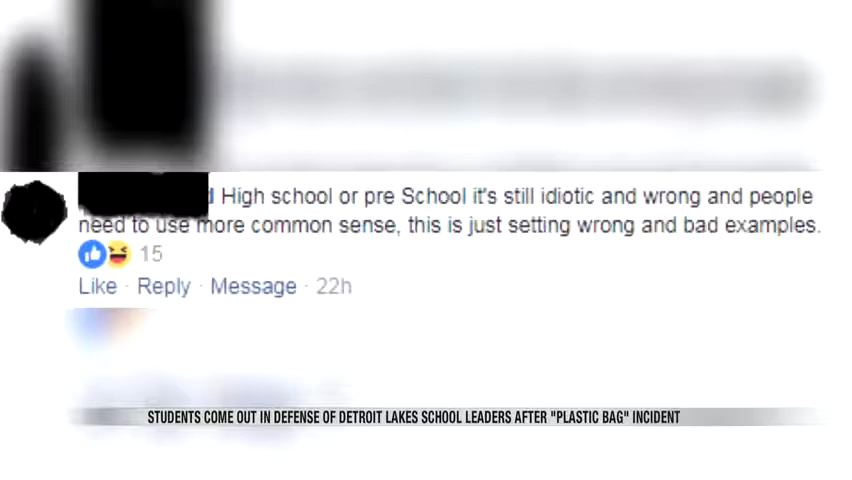 High school or pre School it's still idiotic and wrong and people
need to use more common sense, this is just setting wrong and bad examples.
15
Like · Reply · Message · 22h
STUDENTS COME OUT IN DEFENSE OF DETROIT LAKES SCHOOL LEADERS AFTER "PLASTIC BAG" INCIDENT